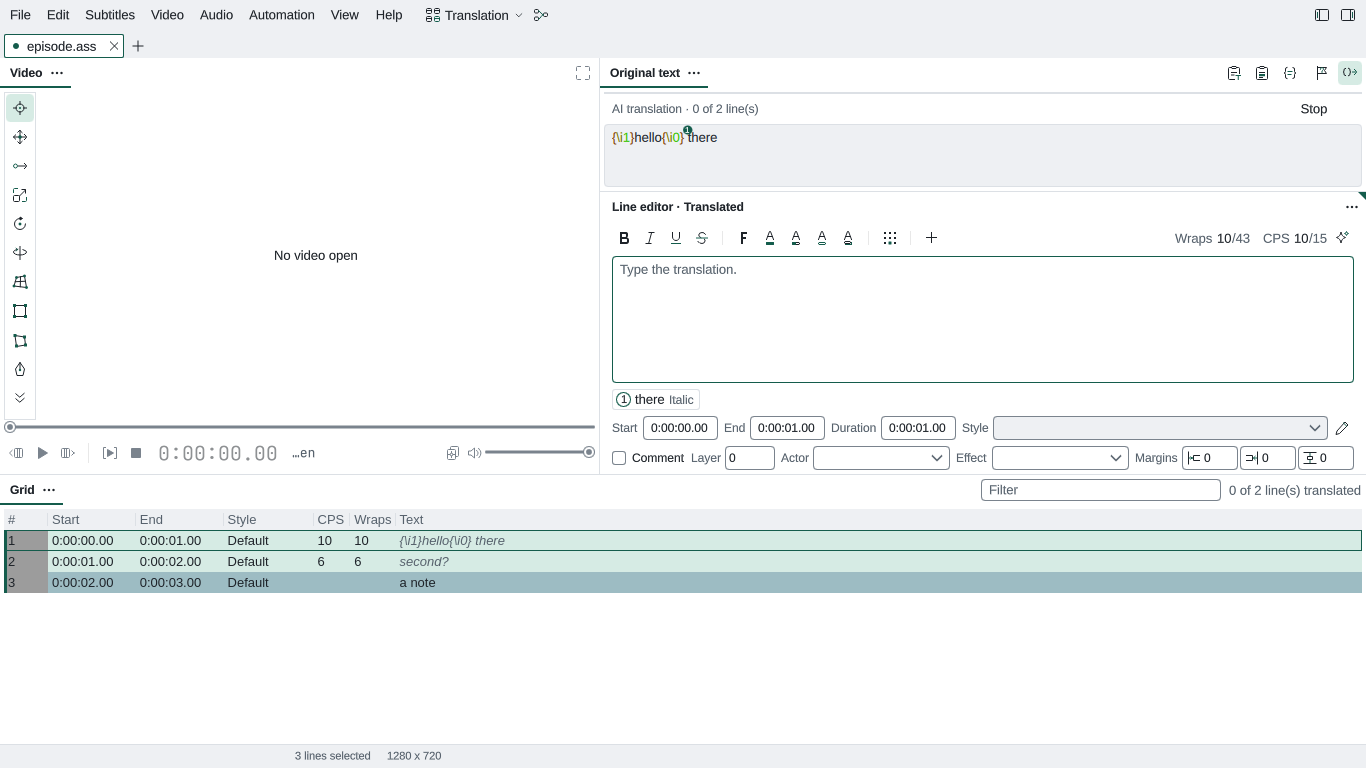 File Edit Subtitles Video Audio Automation View Help Translation
episode.ass
Video
Original text
AI translation · 0 of 2 line(s) Stop
{\i1}hello{\i0} there
1
No video open
Line editor · Translated
B I U S F A A A A Wraps 10/43 CPS 10/15
Type the translation.
1 there Italic
Start 0:00:00.00 End 0:00:01.00 Duration 0:00:01.00 Style
0:00:00.00 …en
Comment Layer 0 Actor Effect Margins 0 0 0
Grid
Filter 0 of 2 line(s) translated
# Start End Style CPS Wraps Text
1 0:00:00.00 0:00:01.00 Default 10 10 {\i1}hello{\i0} there
2 0:00:01.00 0:00:02.00 Default 6 6 second?
3 0:00:02.00 0:00:03.00 Default a note
3 lines selected 1280 x 720